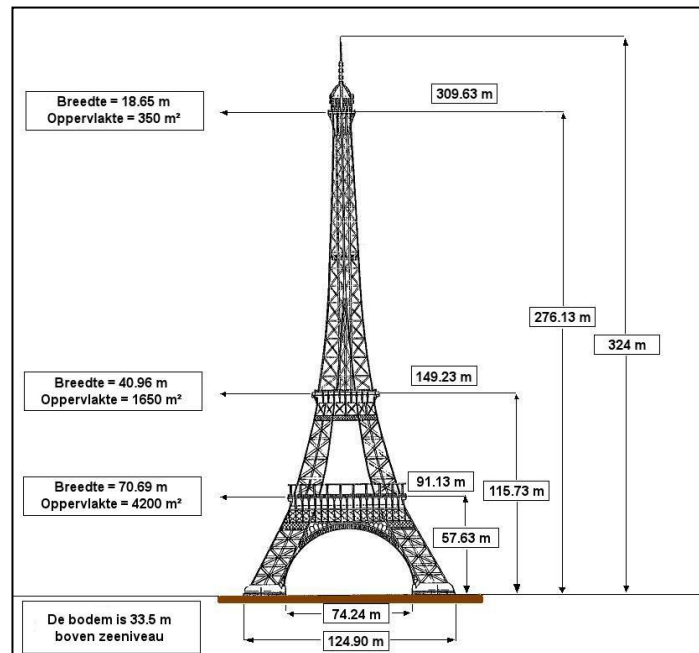 309.63 m
Breedte = 18.65 m
Oppervlakte = 350 m²
276.13 m
324 m
Breedte = 40.96 m
Oppervlakte = 1650 m²
149.23 m
Breedte = 70.69 m
Oppervlakte = 4200 m²
91.13 m
115.73 m
57.63 m
De bodem is 33.5 m
boven zeeniveau
74.24 m
124.90 m